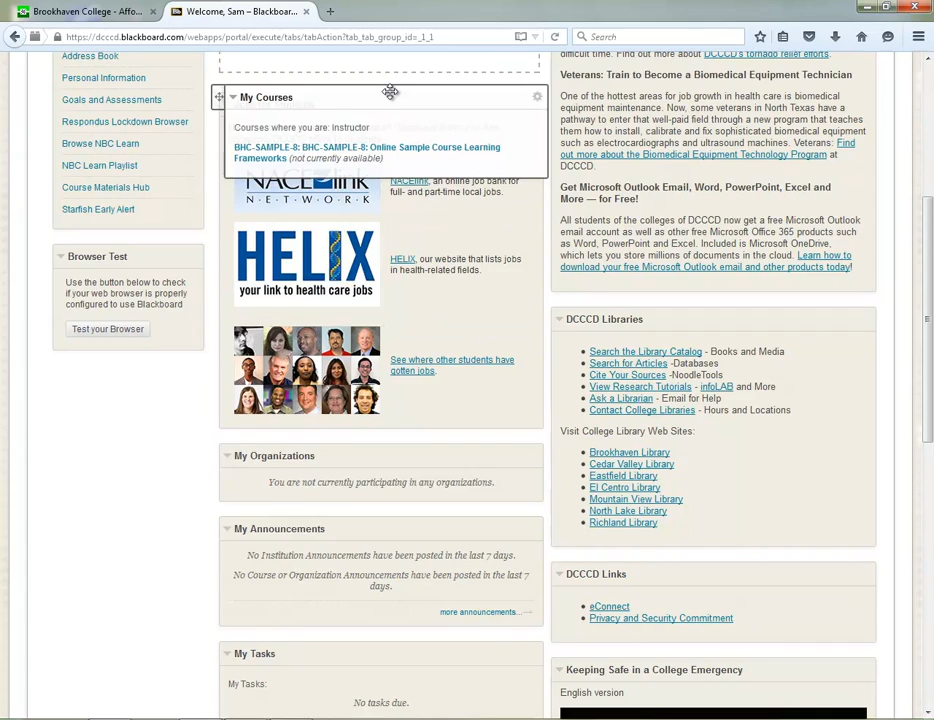 Brookhaven College - Affo...
Welcome, Sam – Blackboar...
https://dcccd.blackboard.com/webapps/portal/execute/tabs/tabAction?tab_tab_group_id=_1_1
Search
Address Book
Personal Information
Goals and Assessments
Respondus Lockdown Browser
Browse NBC Learn
NBC Learn Playlist
Course Materials Hub
Starfish Early Alert
Browser Test
Use the button below to check
if your web browser is properly
configured to use Blackboard
Test your Browser
My Courses
Courses where you are: Instructor
BHC-SAMPLE-8: BHC-SAMPLE-8: Online Sample Course Learning
Frameworks (not currently available)
NACElink
N·E·T·W·O·R·K
NACElink, an online job bank for
full- and part-time local jobs.
HELIX
your link to health care jobs
HELIX, our website that lists jobs
in health-related fields.
See where other students have
gotten jobs.
My Organizations
You are not currently participating in any organizations.
My Announcements
No Institution Announcements have been posted in the last 7 days.
No Course or Organization Announcements have been posted in the last 7
days.
more announcements...
My Tasks
My Tasks:
No tasks due.
difficult time. Find out more about DCCCD's tornado relief efforts.
Veterans: Train to Become a Biomedical Equipment Technician
One of the hottest areas for job growth in health care is biomedical
equipment maintenance. Now, some veterans in North Texas have a
pathway to enter that well-paid field through a new program that teaches
them how to install, calibrate and fix sophisticated biomedical equipment
such as electrocardiographs and ultrasound machines. Veterans: Find
out more about the Biomedical Equipment Technology Program at
DCCCD.
Get Microsoft Outlook Email, Word, PowerPoint, Excel and
More — for Free!
All students of the colleges of DCCCD now get a free Microsoft Outlook
email account as well as other free Microsoft Office 365 products such
as Word, PowerPoint and Excel. Included is Microsoft OneDrive,
which lets you store millions of documents in the cloud. Learn how to
download your free Microsoft Outlook email and other products today!
DCCCD Libraries
Search the Library Catalog - Books and Media
Search for Articles -Databases
Cite Your Sources -NoodleTools
View Research Tutorials - infoLAB and More
Ask a Librarian - Email for Help
Contact College Libraries - Hours and Locations
Visit College Library Web Sites:
Brookhaven Library
Cedar Valley Library
Eastfield Library
El Centro Library
Mountain View Library
North Lake Library
Richland Library
DCCCD Links
eConnect
Privacy and Security Commitment
Keeping Safe in a College Emergency
English version